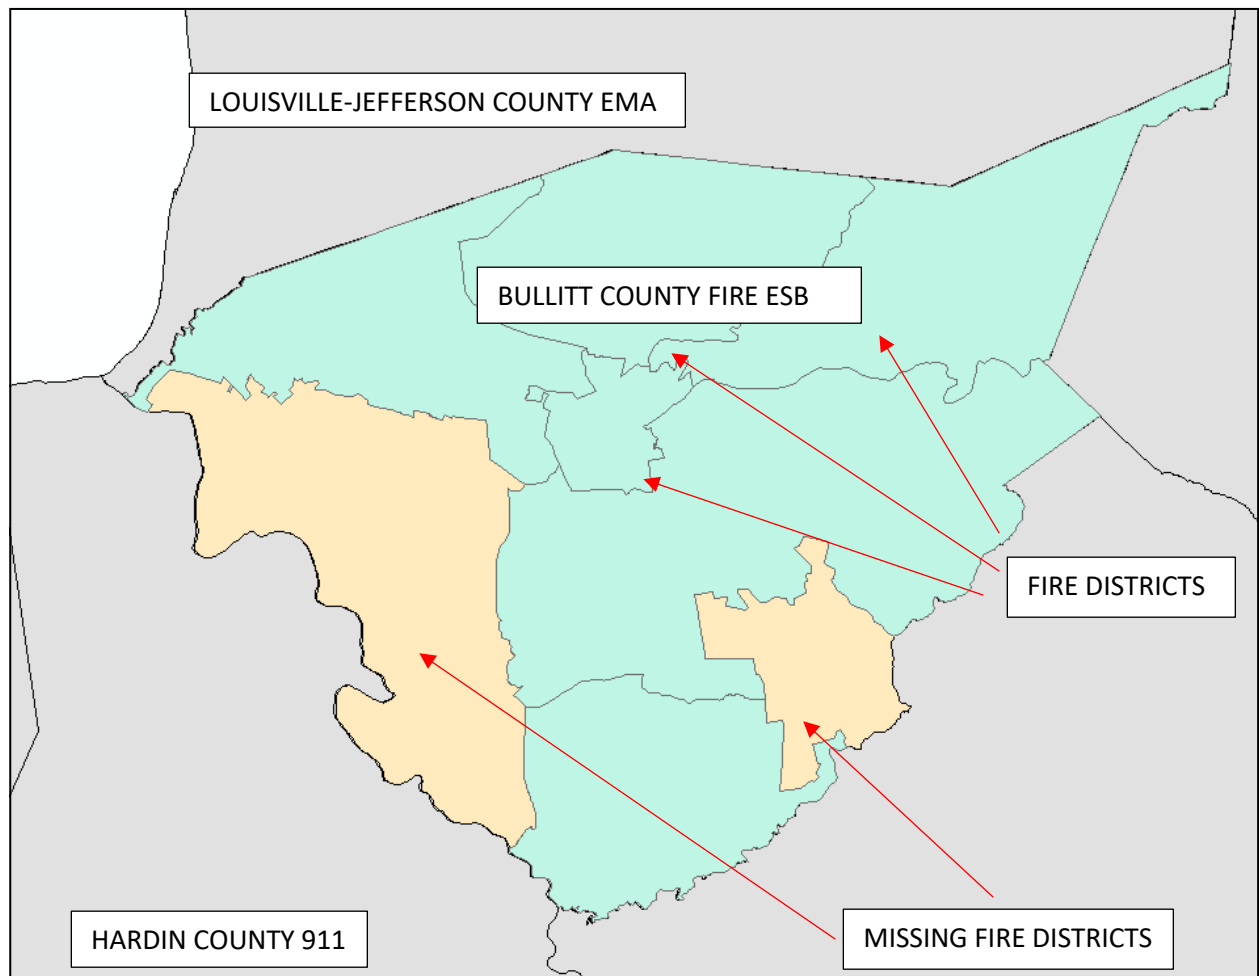 LOUISVILLE-JEFFERSON COUNTY EMA
BULLITT COUNTY FIRE ESB
FIRE DISTRICTS
HARDIN COUNTY 911
MISSING FIRE DISTRICTS